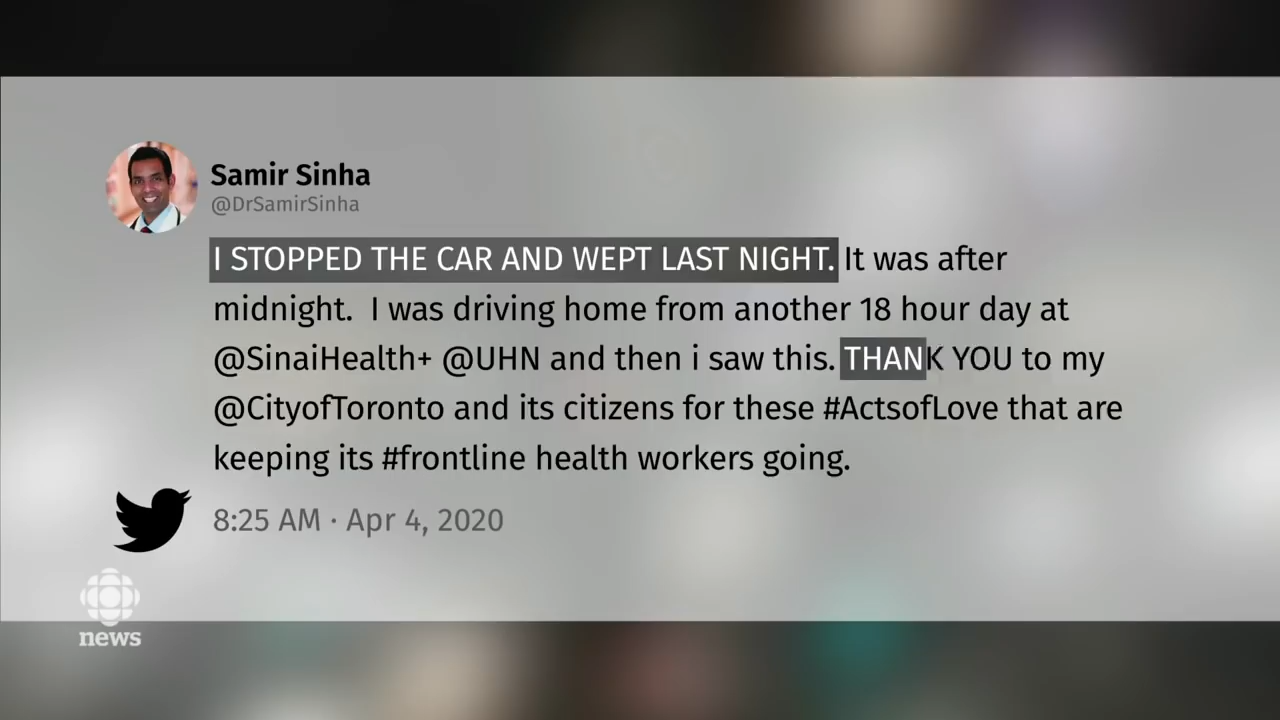 Samir Sinha
@DrSamirSinha
I STOPPED THE CAR AND WEPT LAST NIGHT. It was after
midnight.  I was driving home from another 18 hour day at
@SinaiHealth+ @UHN and then i saw this. THANK YOU to my
@CityofToronto and its citizens for these #ActsofLove that are
keeping its #frontline health workers going.
8:25 AM · Apr 4, 2020
news